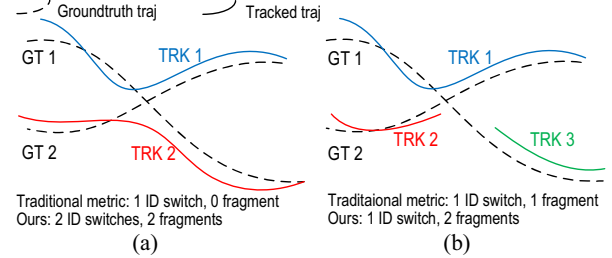 Groundtruth traj
Tracked traj
GT 1
TRK 1
GT 2
TRK 2
Traditional metric: 1 ID switch, 0 fragment
Ours: 2 ID switches, 2 fragments
(a)
GT 1
TRK 1
GT 2
TRK 2
TRK 3
Traditaional metric: 1 ID switch, 1 fragment
Ours: 1 ID switch, 2 fragments
(b)